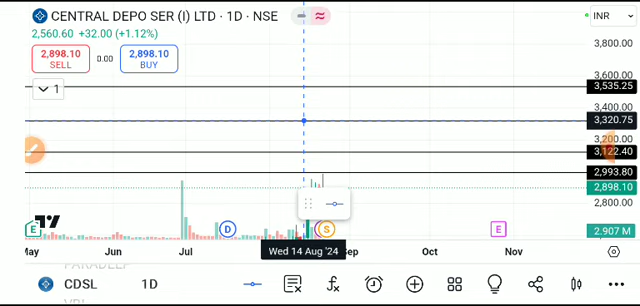 CENTRAL DEPO SER (I) LTD · 1D · NSE
INR
2,560.60 +32.00 (+1.12%)
2,898.10 SELL
0.00
2,898.10 BUY
1
3,800.00
3,600.00
3,535.25
3,400.00
3,320.75
3,200.00
3,122.40
2,993.80
2,898.10
2,800.00
2.907 M
E
D
S
E
May Jun Jul Wed 14 Aug '24 Sep Oct Nov
PARADEEP
CDSL 1D
VBL